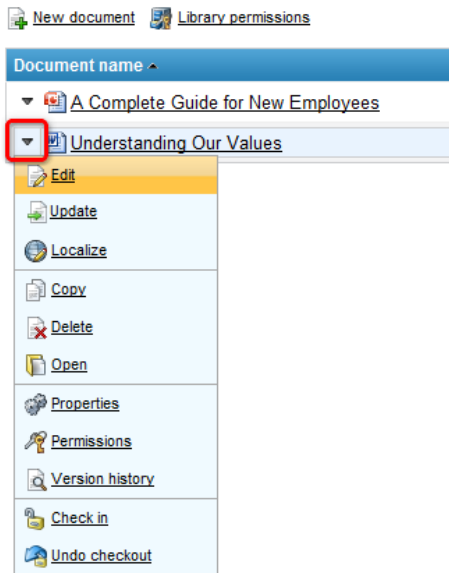 New document Library permissions
Document name
A Complete Guide for New Employees
Understanding Our Values
Edit
Update
Localize
Copy
Delete
Open
Properties
Permissions
Version history
Check in
Undo checkout